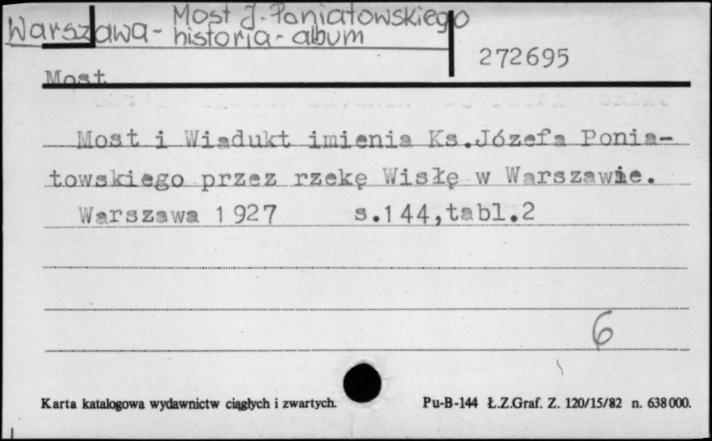 Most J. Poniatowskiego
Warszawa - historia - album
272695
Most
Most i Wiadukt imienia Ks.Józefa Ponia-
towskiego przez rzekę Wisłę w Warszawie.
Warszawa 1927 s.144,tabl.2
6
Karta katalogowa wydawnictw ciągłych i zwartych. Pu-B-144 Ł.Z.Graf. Z. 120/15/82 n. 638000.